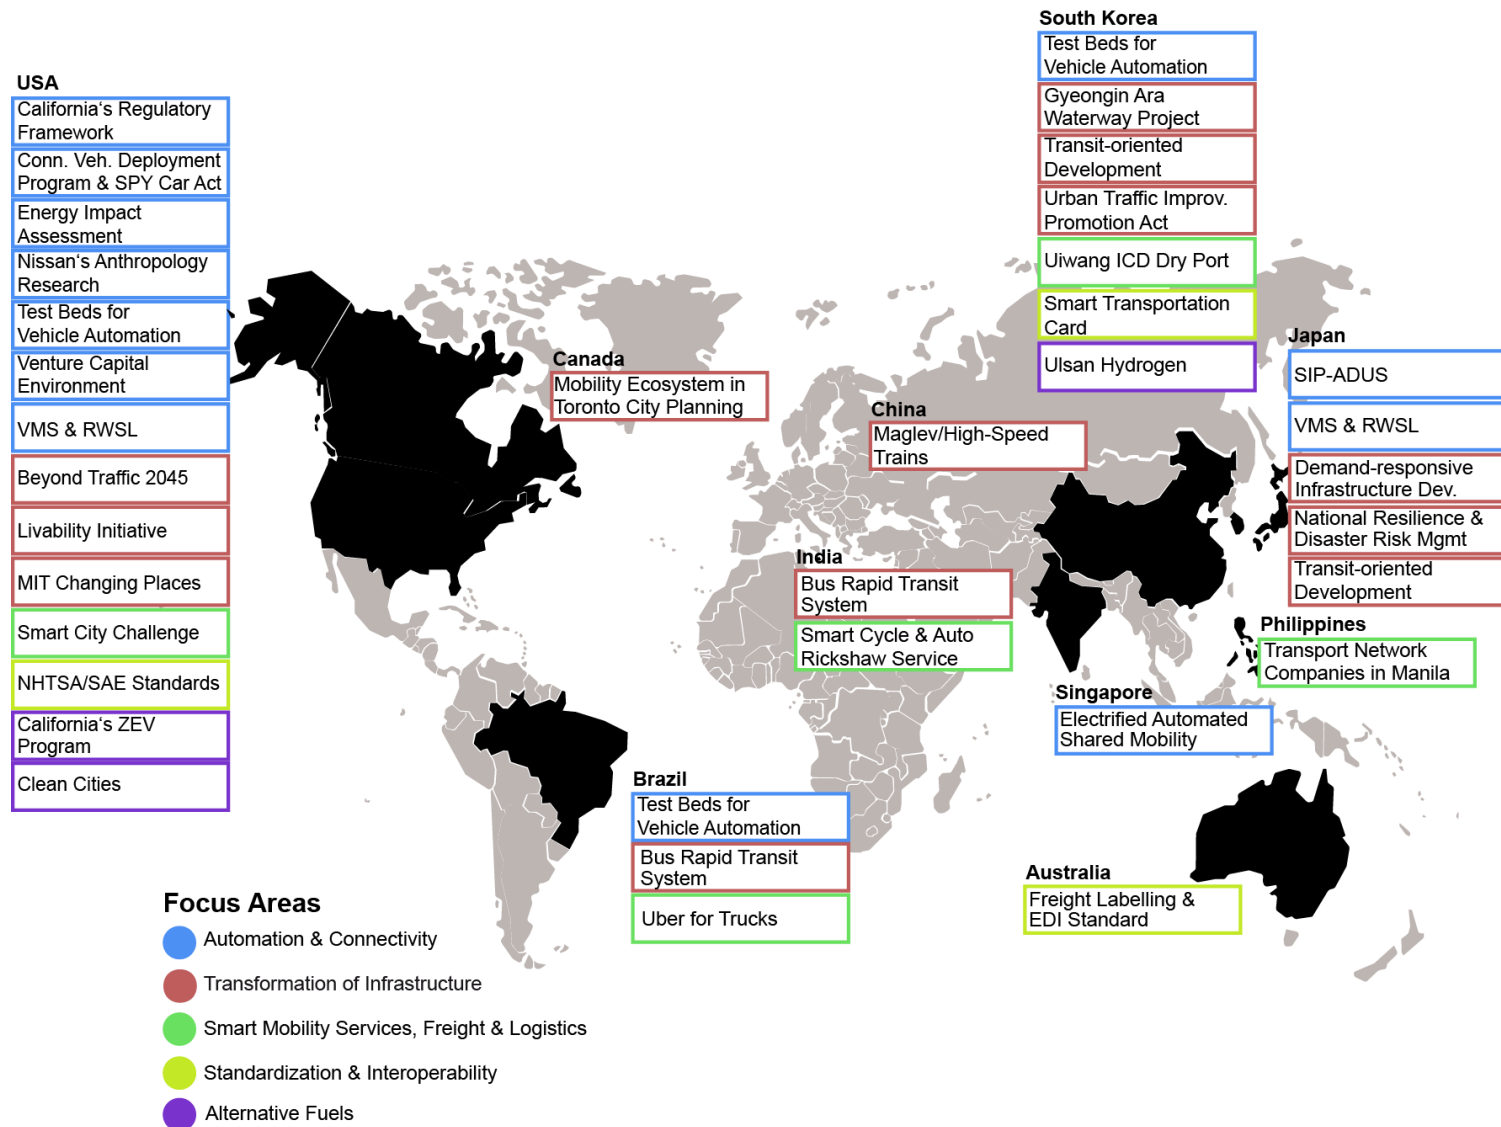 South Korea
Test Beds for
Vehicle Automation
Gyeongin Ara
Waterway Project
Transit-oriented
Development
Urban Traffic Improv.
Promotion Act
Uiwang ICD Dry Port
Smart Transportation
Card
Ulsan Hydrogen
USA
California‘s Regulatory
Framework
Conn. Veh. Deployment
Program & SPY Car Act
Energy Impact
Assessment
Nissan‘s Anthropology
Research
Test Beds for
Vehicle Automation
Venture Capital
Environment
VMS & RWSL
Beyond Traffic 2045
Livability Initiative
MIT Changing Places
Smart City Challenge
NHTSA/SAE Standards
California‘s ZEV
Program
Clean Cities
Canada
Mobility Ecosystem in
Toronto City Planning
China
Maglev/High-Speed
Trains
Japan
SIP-ADUS
VMS & RWSL
Demand-responsive
Infrastructure Dev.
National Resilience &
Disaster Risk Mgmt
Transit-oriented
Development
India
Bus Rapid Transit
System
Smart Cycle & Auto
Rickshaw Service
Philippines
Transport Network
Companies in Manila
Singapore
Electrified Automated
Shared Mobility
Brazil
Test Beds for
Vehicle Automation
Bus Rapid Transit
System
Uber for Trucks
Australia
Freight Labelling &
EDI Standard
Focus Areas
Automation & Connectivity
Transformation of Infrastructure
Smart Mobility Services, Freight & Logistics
Standardization & Interoperability
Alternative Fuels